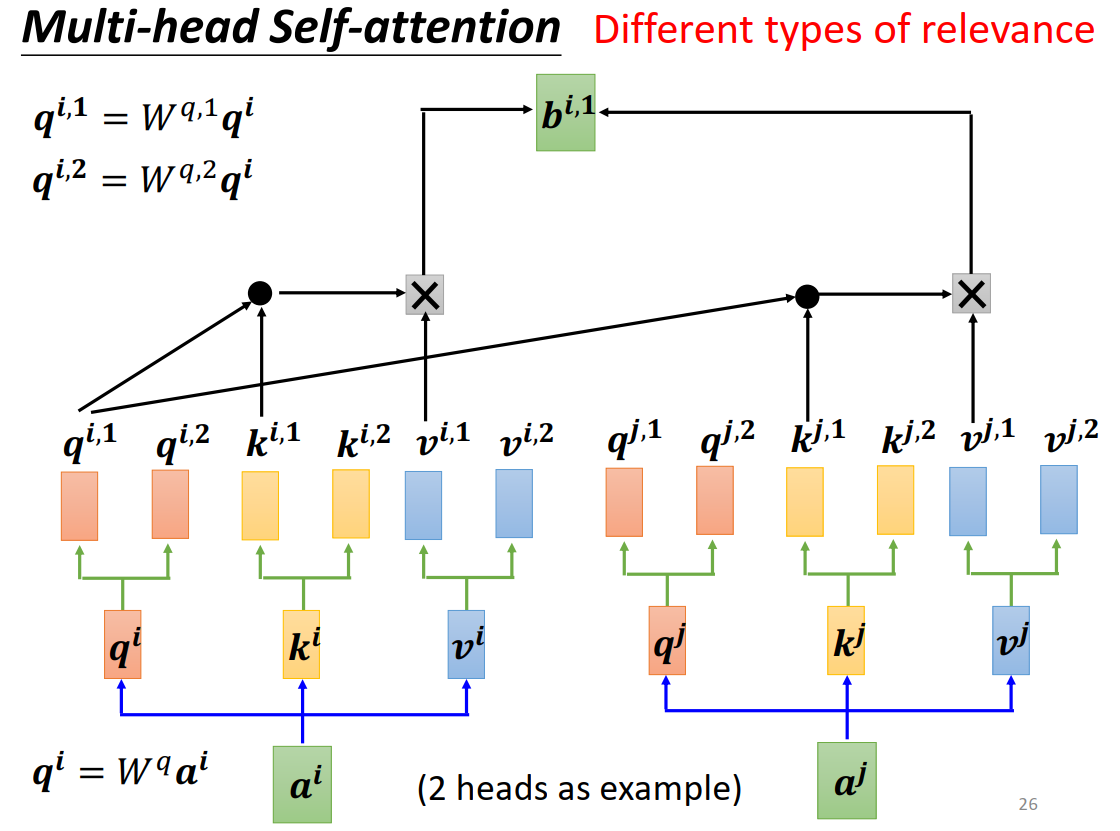 Multi-head Self-attention Different types of relevance
q^{i,1} = W^{q,1}q^i
b^{i,1}
q^{i,2} = W^{q,2}q^i
× ×
q^{i,1} q^{i,2} k^{i,1} k^{i,2} v^{i,1} v^{i,2} q^{j,1} q^{j,2} k^{j,1} k^{j,2} v^{j,1} v^{j,2}
q^i k^i v^i q^j k^j v^j
q^i = W^q a^i
a^i (2 heads as example) a^j
26